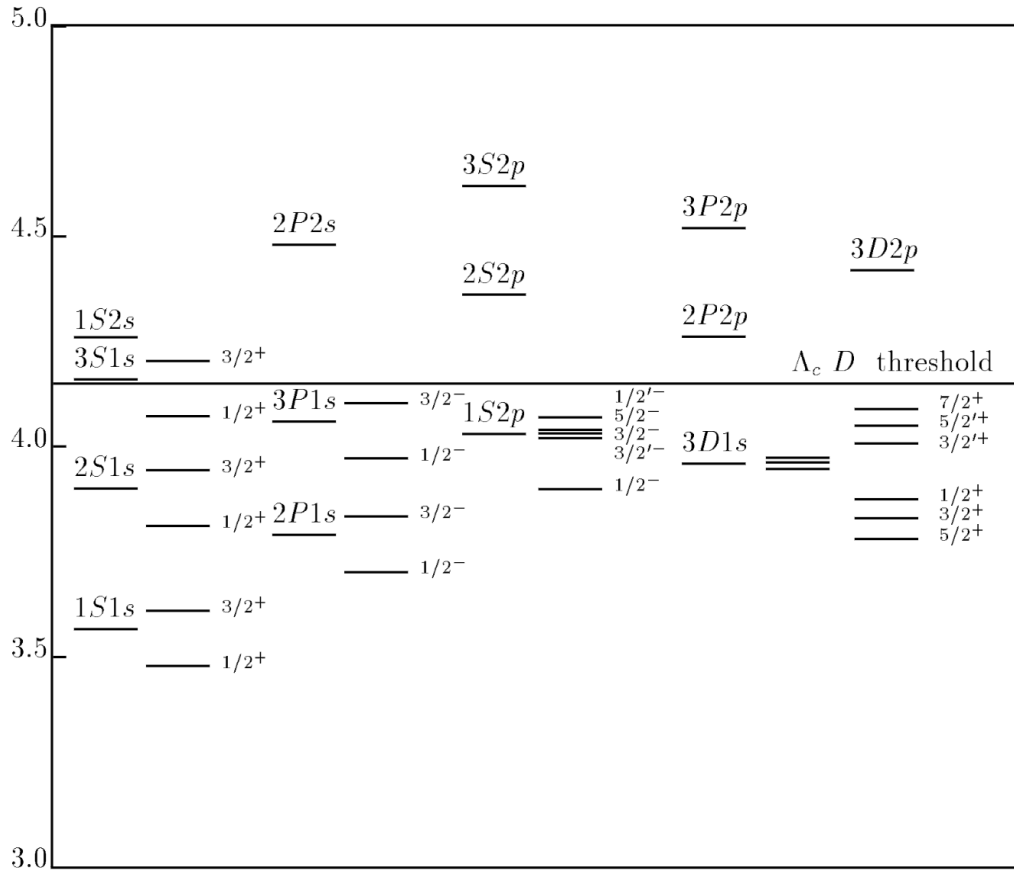 5.0
3S2p
3P2p
2P2s
4.5
3D2p
2S2p
1S2s
2P2p
3S1s
3/2⁺
Λ_c D threshold
3P1s
3/2⁻
1/2′⁻
7/2⁺
1/2⁺
1S2p
5/2⁻
5/2′⁺
4.0
3/2⁻
3D1s
3/2′⁺
2S1s
3/2⁺
1/2⁻
3/2′⁻
1/2⁻
1/2⁺
2P1s
3/2⁻
3/2⁺
1/2⁺
5/2⁺
1/2⁻
1S1s
3/2⁺
3.5
1/2⁺
3.0